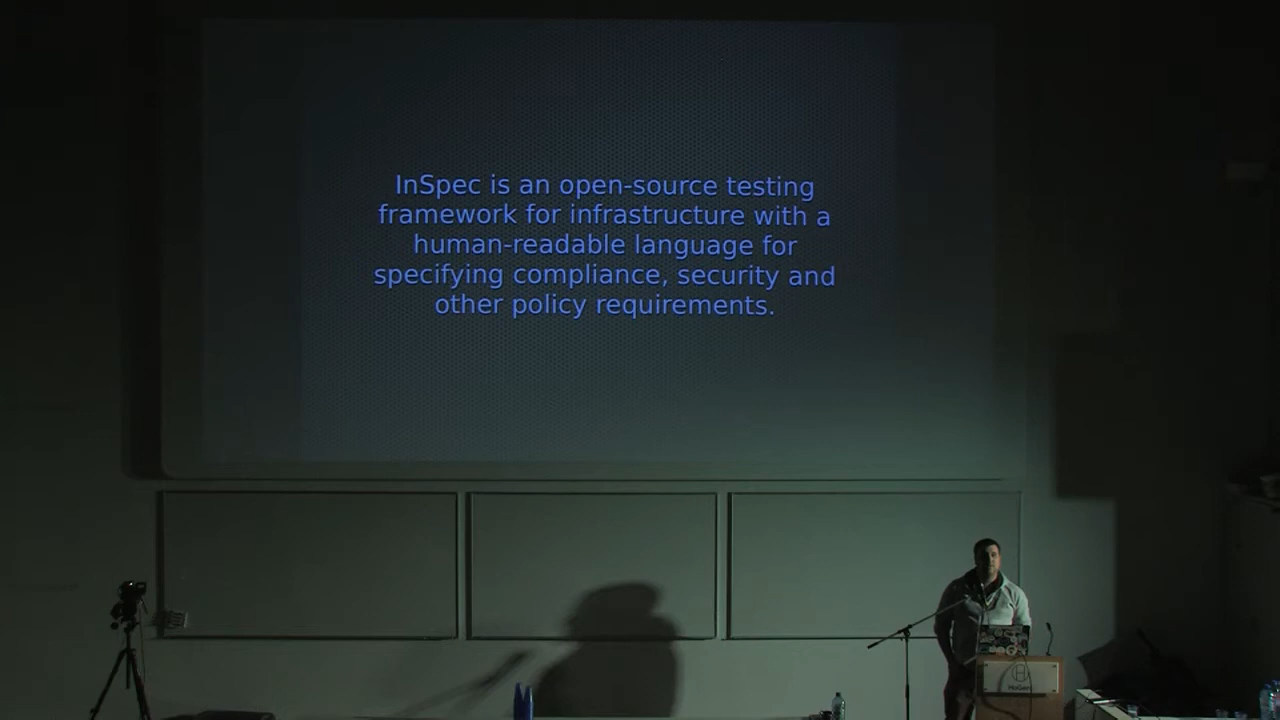 InSpec is an open-source testing
framework for infrastructure with a
human-readable language for
specifying compliance, security and
other policy requirements.
HoGent